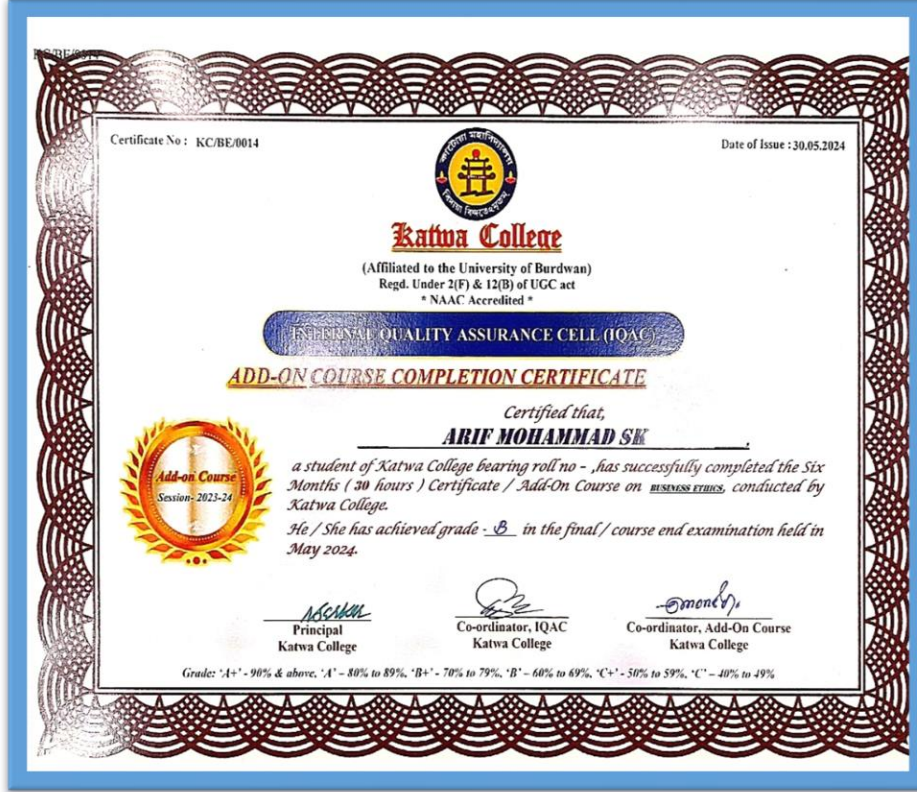 Certificate No : KC/BE/0014
Date of Issue : 30.05.2024
কাটোয়া মহাবিদ্যালয়
Katwa College
(Affiliated to the University of Burdwan)
Regd. Under 2(F) & 12(B) of UGC act
* NAAC Accredited *
INTERNAL QUALITY ASSURANCE CELL (IQAC)
ADD-ON COURSE COMPLETION CERTIFICATE
Certified that,
ARIF MOHAMMAD SK .
Add-on Course
Session- 2023-24
a student of Katwa College bearing roll no - ,has successfully completed the Six
Months ( 30 hours ) Certificate / Add-On Course on BUSINESS ETHICS, conducted by
Katwa College.
He / She has achieved grade - B in the final / course end examination held in
May 2024.
Principal
Katwa College
Co-ordinator, IQAC
Katwa College
Co-ordinator, Add-On Course
Katwa College
Grade: 'A+' - 90% & above, 'A' – 80% to 89%, 'B+' - 70% to 79%, 'B' – 60% to 69%, 'C+' - 50% to 59%, 'C' – 40% to 49%